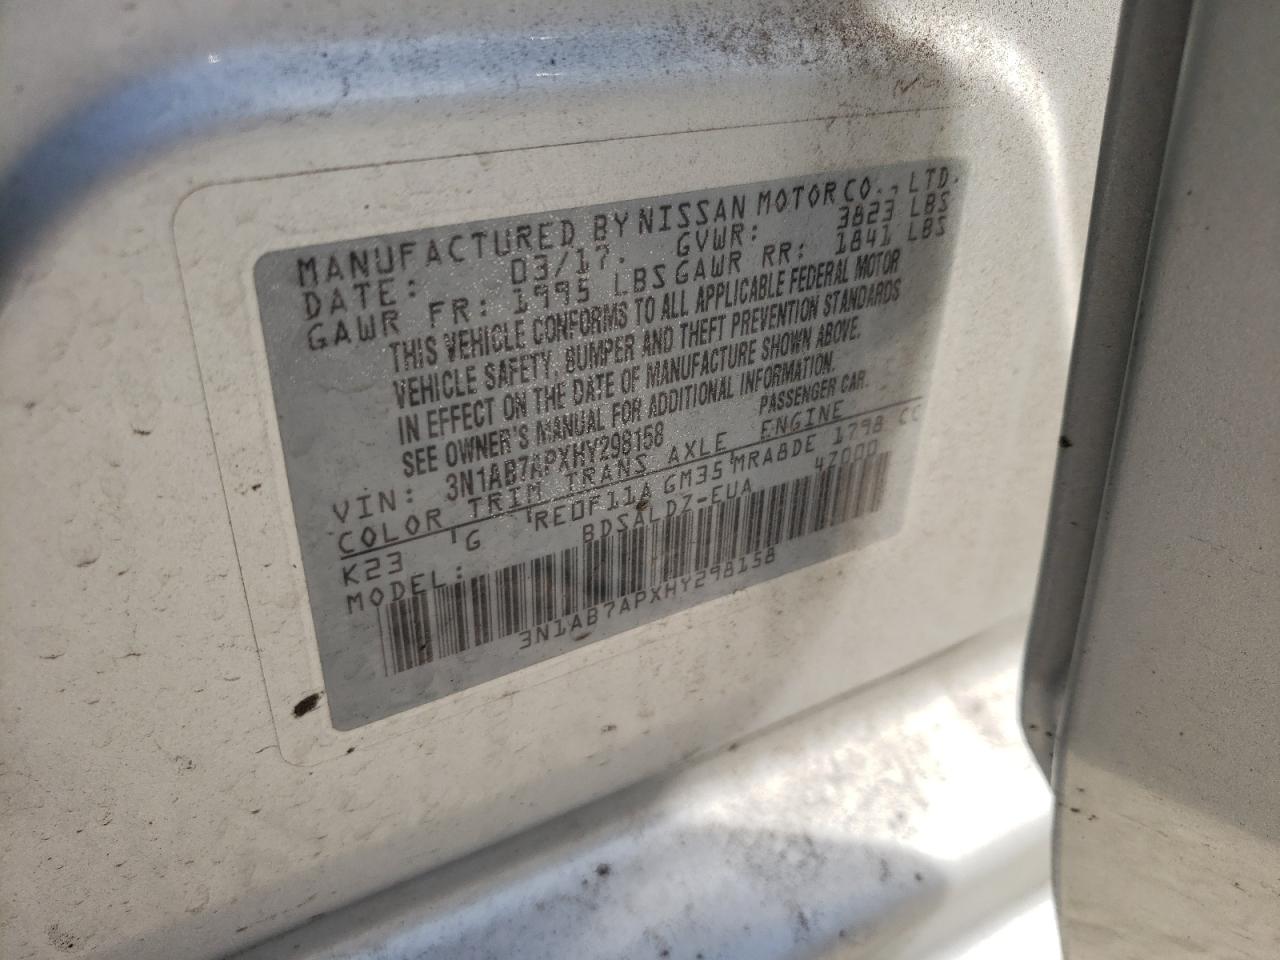 MANUFACTURED BY NISSAN MOTOR CO., LTD.
DATE: 03/17. GVWR: 3823 LBS
GAWR FR: 1995 LBS GAWR RR: 1841 LBS
THIS VEHICLE CONFORMS TO ALL APPLICABLE FEDERAL MOTOR
VEHICLE SAFETY, BUMPER AND THEFT PREVENTION STANDARDS
IN EFFECT ON THE DATE OF MANUFACTURE SHOWN ABOVE.
SEE OWNER'S MANUAL FOR ADDITIONAL INFORMATION.
VIN: 3N1AB7APXHY298158 PASSENGER CAR.
COLOR TRIM TRANS AXLE ENGINE
K23 G RE0F11A GM35 MRA8DE 1798 CC
MODEL: BDSALDZ-EUA 47000
3N1AB7APXHY298158